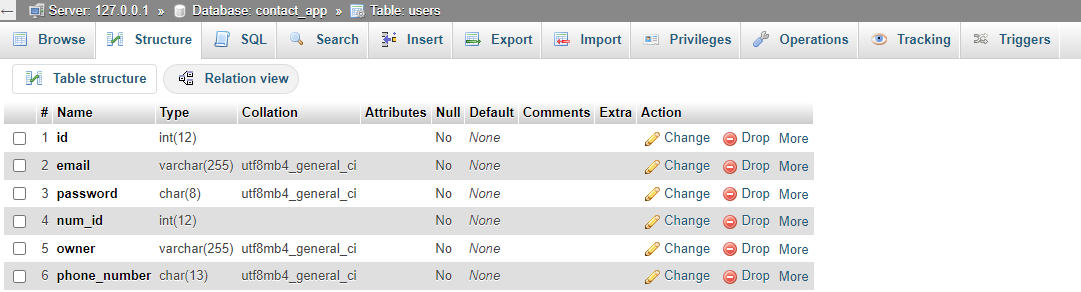 ← Server: 127.0.0.1 » Database: contact_app » Table: users
Browse Structure SQL Search Insert Export Import Privileges Operations Tracking Triggers
Table structure Relation view
# Name Type Collation Attributes Null Default Comments Extra Action
1 id int(12) No None Change Drop More
2 email varchar(255) utf8mb4_general_ci No None Change Drop More
3 password char(8) utf8mb4_general_ci No None Change Drop More
4 num_id int(12) No None Change Drop More
5 owner varchar(255) utf8mb4_general_ci No None Change Drop More
6 phone_number char(13) utf8mb4_general_ci No None Change Drop More